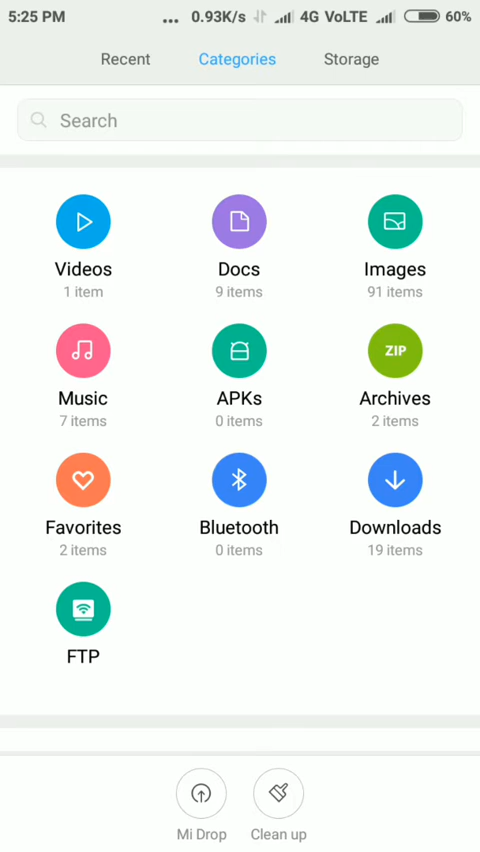 5:25 PM ... 0.93K/s 4G VoLTE 60%
Recent Categories Storage
Search
Videos Docs Images
1 item 9 items 91 items
ZIP
Music APKs Archives
7 items 0 items 2 items
Favorites Bluetooth Downloads
2 items 0 items 19 items
FTP
Mi Drop Clean up